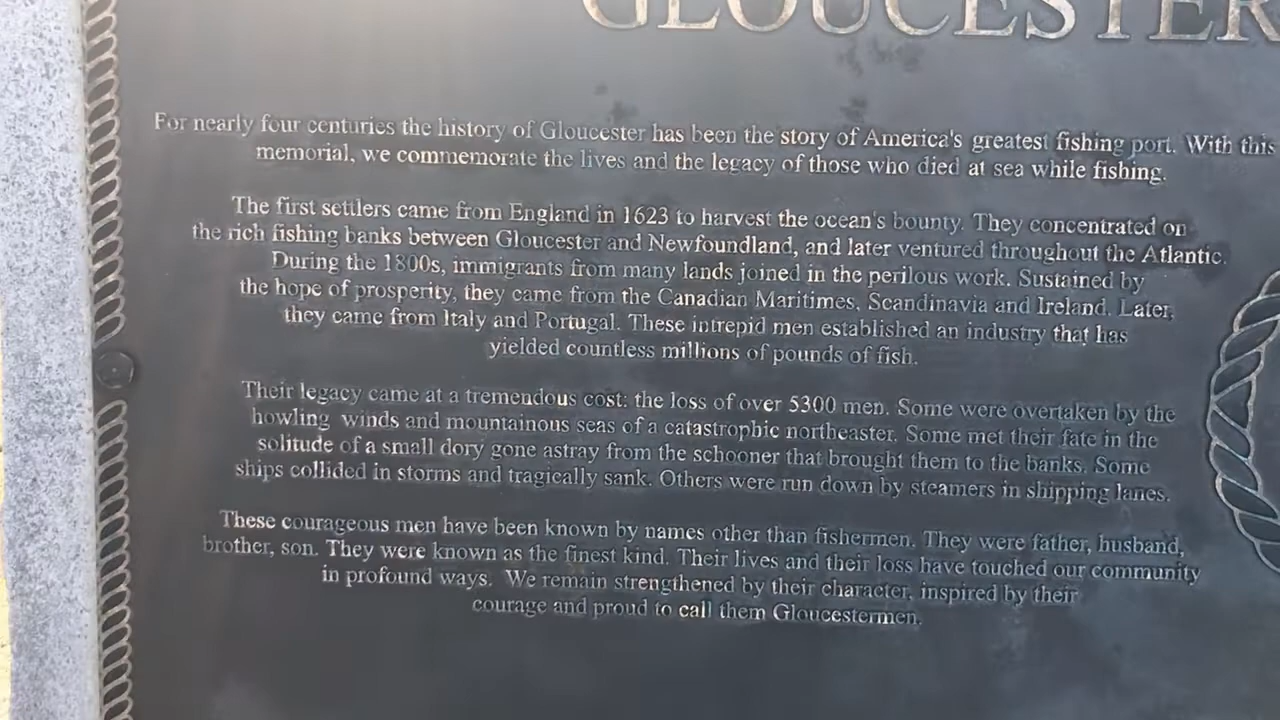 GLOUCESTER
For nearly four centuries the history of Gloucester has been the story of America's greatest fishing port. With this
memorial, we commemorate the lives and the legacy of those who died at sea while fishing.
The first settlers came from England in 1623 to harvest the ocean's bounty. They concentrated on
the rich fishing banks between Gloucester and Newfoundland, and later ventured throughout the Atlantic.
During the 1800s, immigrants from many lands joined in the perilous work. Sustained by
the hope of prosperity, they came from the Canadian Maritimes, Scandinavia and Ireland. Later,
they came from Italy and Portugal. These intrepid men established an industry that has
yielded countless millions of pounds of fish.
Their legacy came at a tremendous cost: the loss of over 5300 men. Some were overtaken by the
howling winds and mountainous seas of a catastrophic northeaster. Some met their fate in the
solitude of a small dory gone astray from the schooner that brought them to the banks. Some
ships collided in storms and tragically sank. Others were run down by steamers in shipping lanes.
These courageous men have been known by names other than fishermen. They were father, husband,
brother, son. They were known as the finest kind. Their lives and their loss have touched our community
in profound ways. We remain strengthened by their character, inspired by their
courage and proud to call them Gloucestermen.